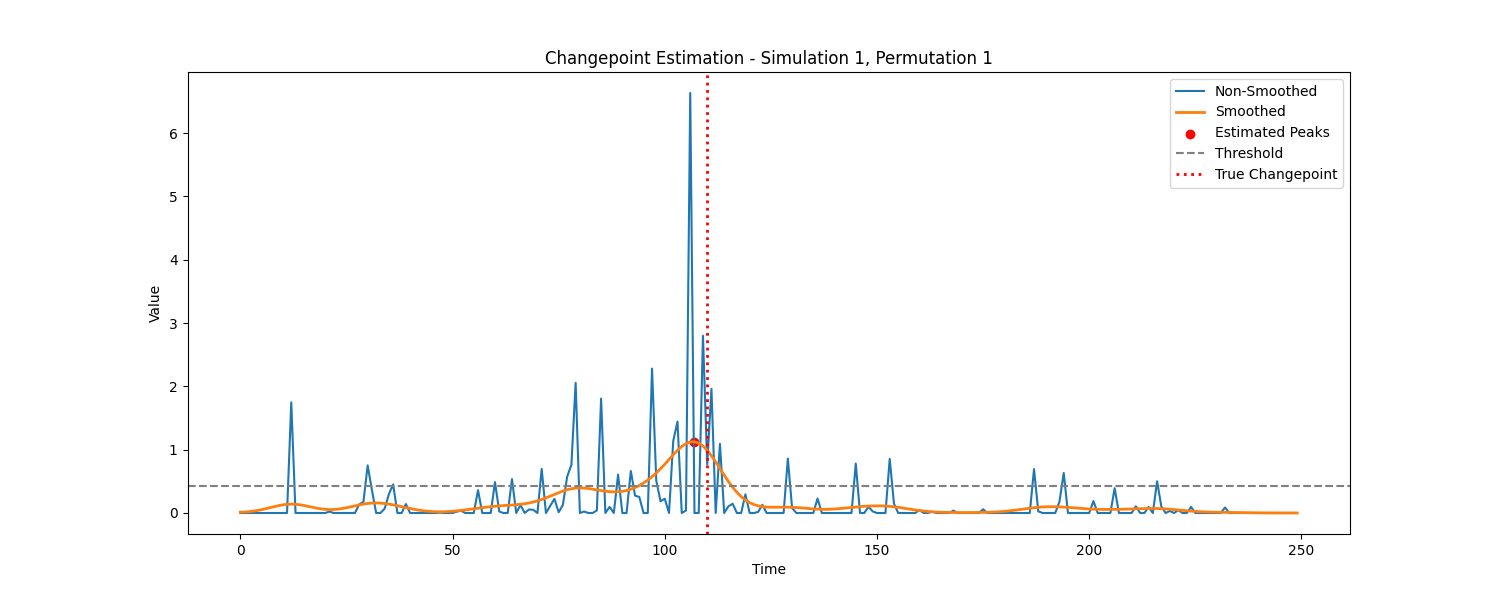 Changepoint Estimation - Simulation 1, Permutation 1
Non-Smoothed
Smoothed
Estimated Peaks
Threshold
True Changepoint
Value
6
5
4
3
2
1
0
0
50
100
150
200
250
Time